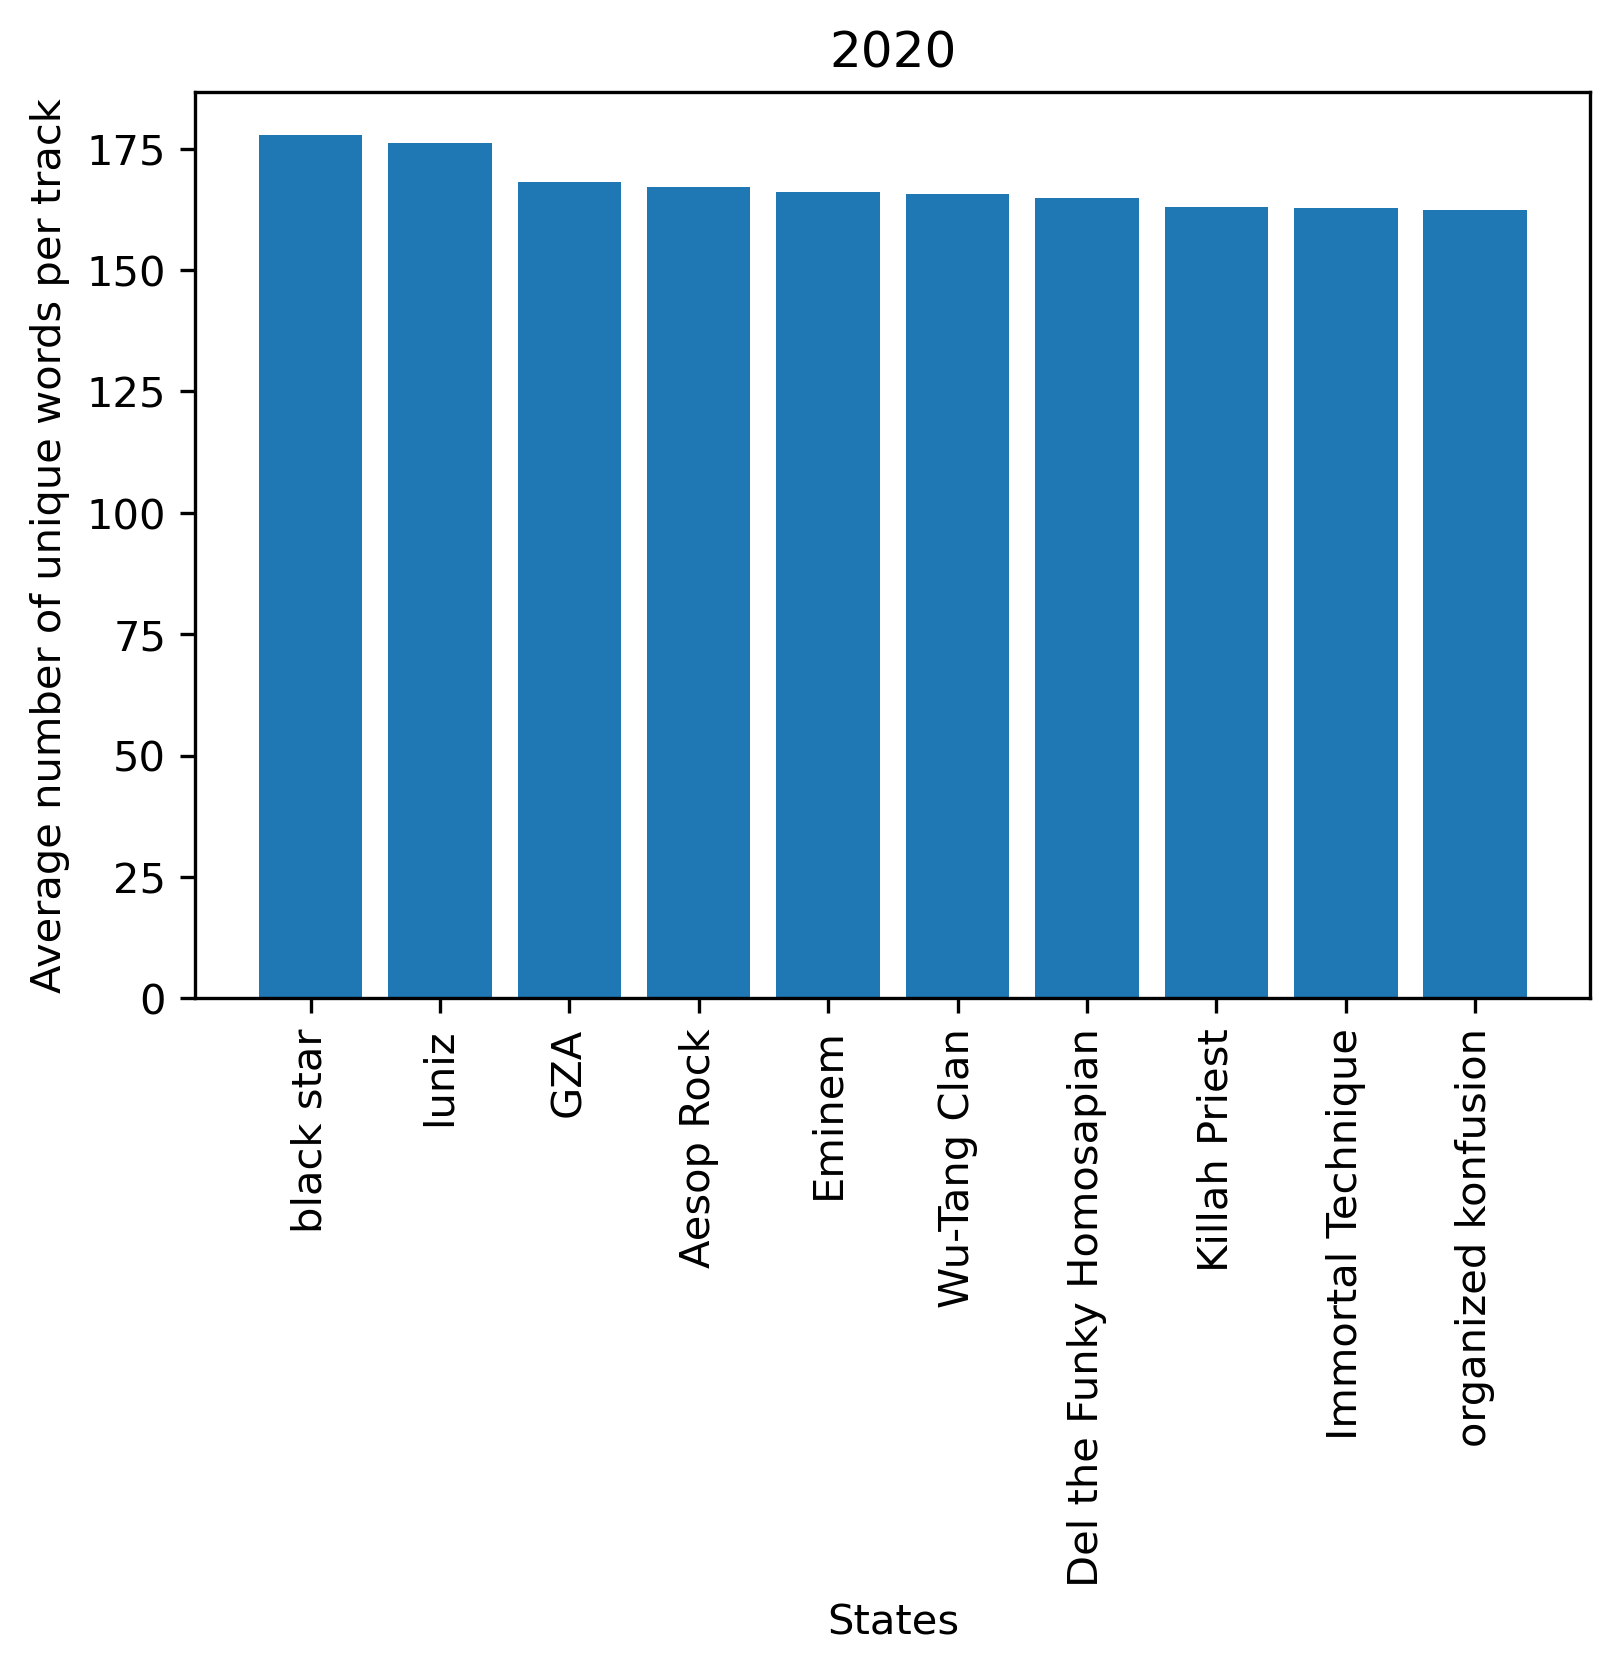 2020
Average number of unique words per track
175
150
125
100
75
50
25
0
black star
luniz
GZA
Aesop Rock
Eminem
Wu-Tang Clan
Del the Funky Homosapian
Killah Priest
Immortal Technique
organized konfusion
States